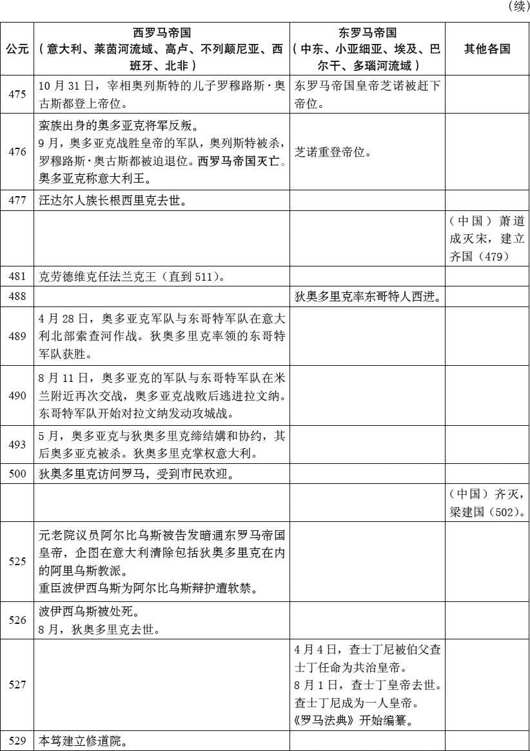 （续）
公元
西罗马帝国
（意大利、莱茵河流域、高卢、不列颠尼亚、西
班牙、北非）
东罗马帝国
（中东、小亚细亚、埃及、巴
尔干、多瑙河流域）
其他各国
475
10 月 31 日，宰相奥列斯特的儿子罗穆路斯·奥
古斯都登上帝位。
东罗马帝国皇帝芝诺被赶下
帝位。
476
蛮族出身的奥多亚克将军反叛。
9 月，奥多亚克战胜皇帝的军队，奥列斯特被杀，
罗穆路斯·奥古斯都被迫退位。西罗马帝国灭亡。
奥多亚克称意大利王。
芝诺重登帝位。
477
汪达尔人族长根西里克去世。
（中国）萧道
成灭宋，建立
齐国（479）
481
克劳德维克任法兰克王（直到511）。
488
狄奥多里克率东哥特人西进。
489
4 月 28 日，奥多亚克军队与东哥特军队在意大
利北部索查河作战。狄奥多里克率领的东哥特
军队获胜。
490
8 月 11 日，奥多亚克的军队与东哥特军队在米
兰附近再次交战，奥多亚克战败后逃进拉文纳。
东哥特军队开始对拉文纳发动攻城战。
493
5 月，奥多亚克与狄奥多里克缔结媾和协约，其
后奥多亚克被杀。狄奥多里克掌权意大利。
500
狄奥多里克访问罗马，受到市民欢迎。
（中国）齐灭，
梁建国（502）。
525
元老院议员阿尔比乌斯被告发暗通东罗马帝国
皇帝，企图在意大利清除包括狄奥多里克在内
的阿里乌斯教派。
重臣波伊西乌斯为阿尔比乌斯辩护遭软禁。
526
波伊西乌斯被处死。
8 月，狄奥多里克去世。
527
4 月 4 日，查士丁尼被伯父查
士丁任命为共治皇帝。
8 月 1 日，查士丁皇帝去世。
查士丁尼成为一人皇帝。
《罗马法典》开始编纂。
529
本笃建立修道院。